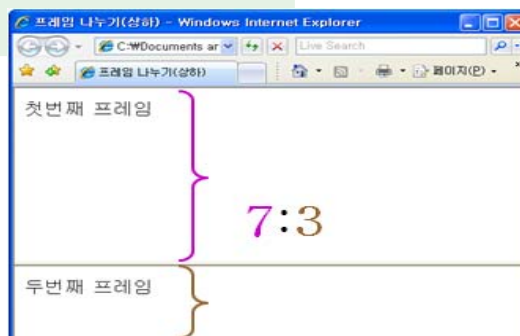 프레임 나누기(상하) - Windows Internet Explorer
C:₩Documents ar
Live Search
프레임 나누기(상하)
페이지(P)
첫번째 프레임
7:3
두번째 프레임